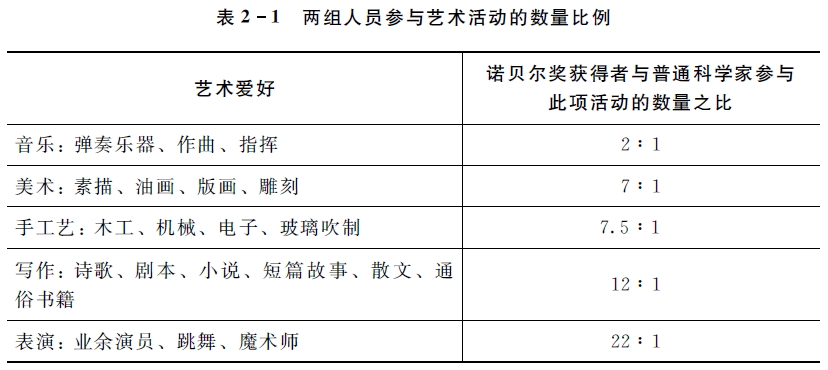 表 2-1 两组人员参与艺术活动的数量比例
艺术爱好
诺贝尔奖获得者与普通科学家参与
此项活动的数量之比
音乐：弹奏乐器、作曲、指挥
2∶1
美术：素描、油画、版画、雕刻
7∶1
手工艺：木工、机械、电子、玻璃吹制
7.5∶1
写作：诗歌、剧本、小说、短篇故事、散文、通
俗书籍
12∶1
表演：业余演员、跳舞、魔术师
22∶1